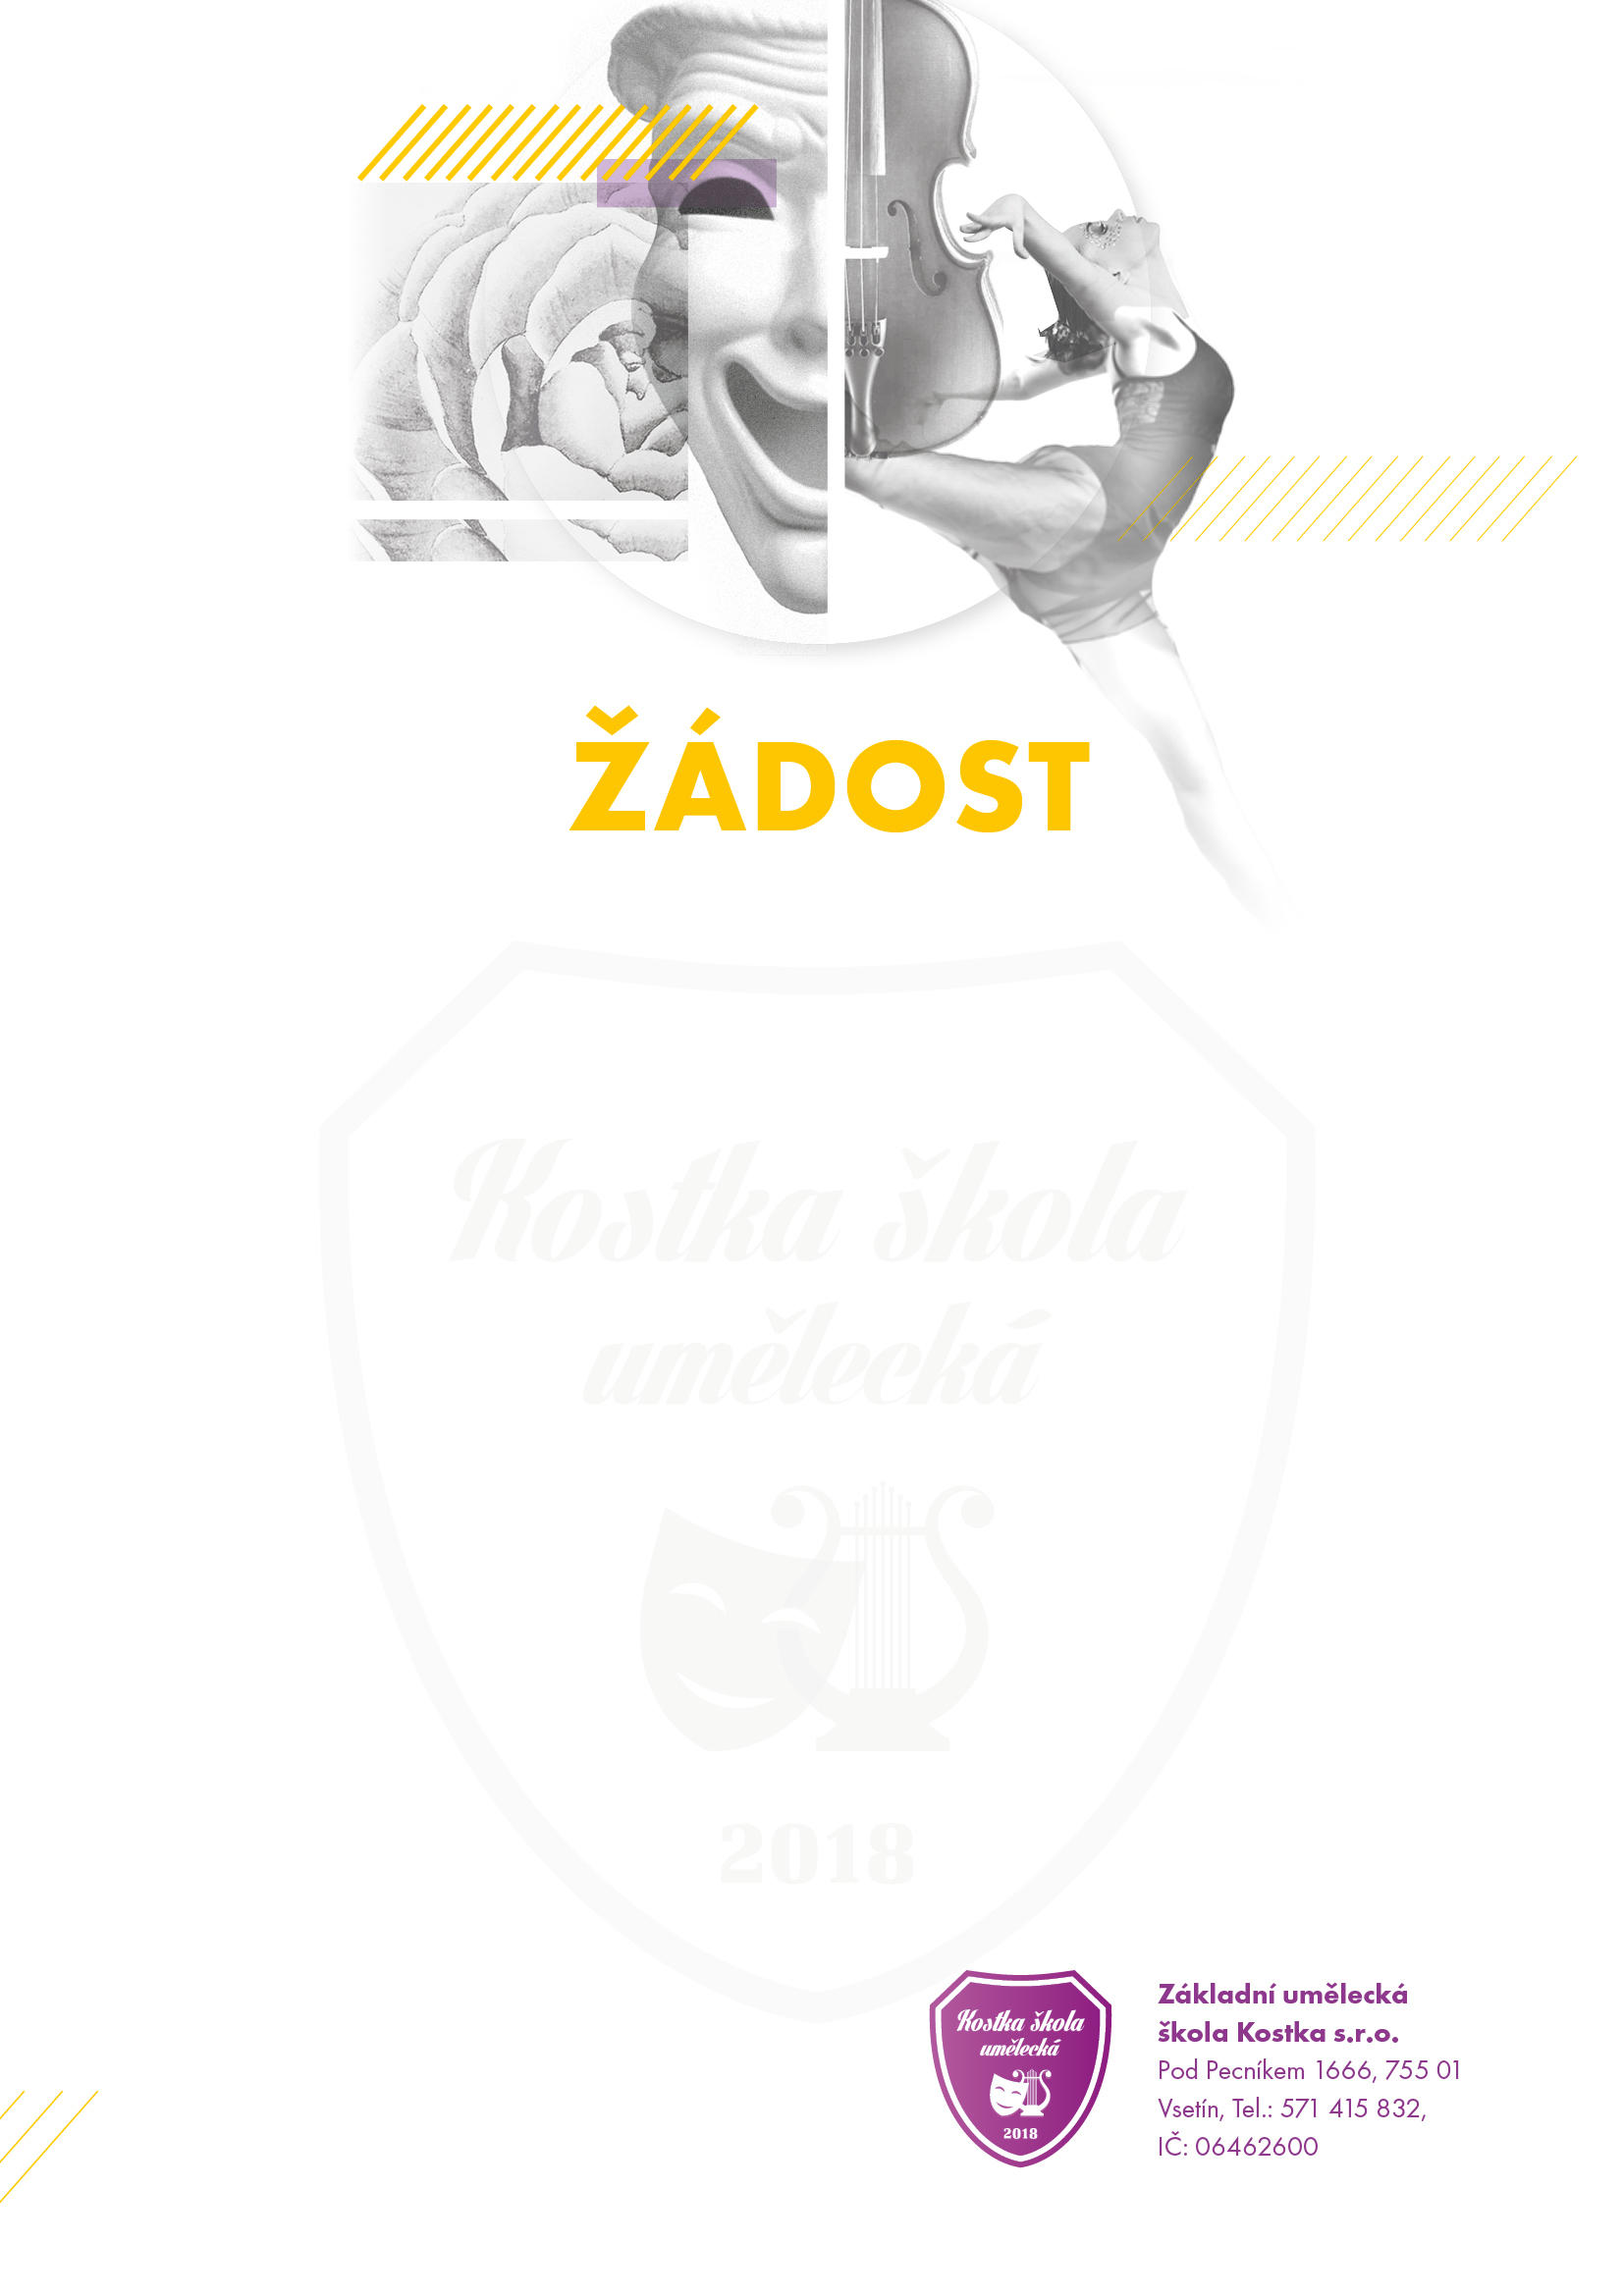 ŽÁDOST
Kostka škola
umělecká
2018
Kostka škola
umělecká
2018
Základní umělecká
škola Kostka s.r.o.
Pod Pecníkem 1666, 755 01
Vsetín, Tel.: 571 415 832,
IČ: 06462600